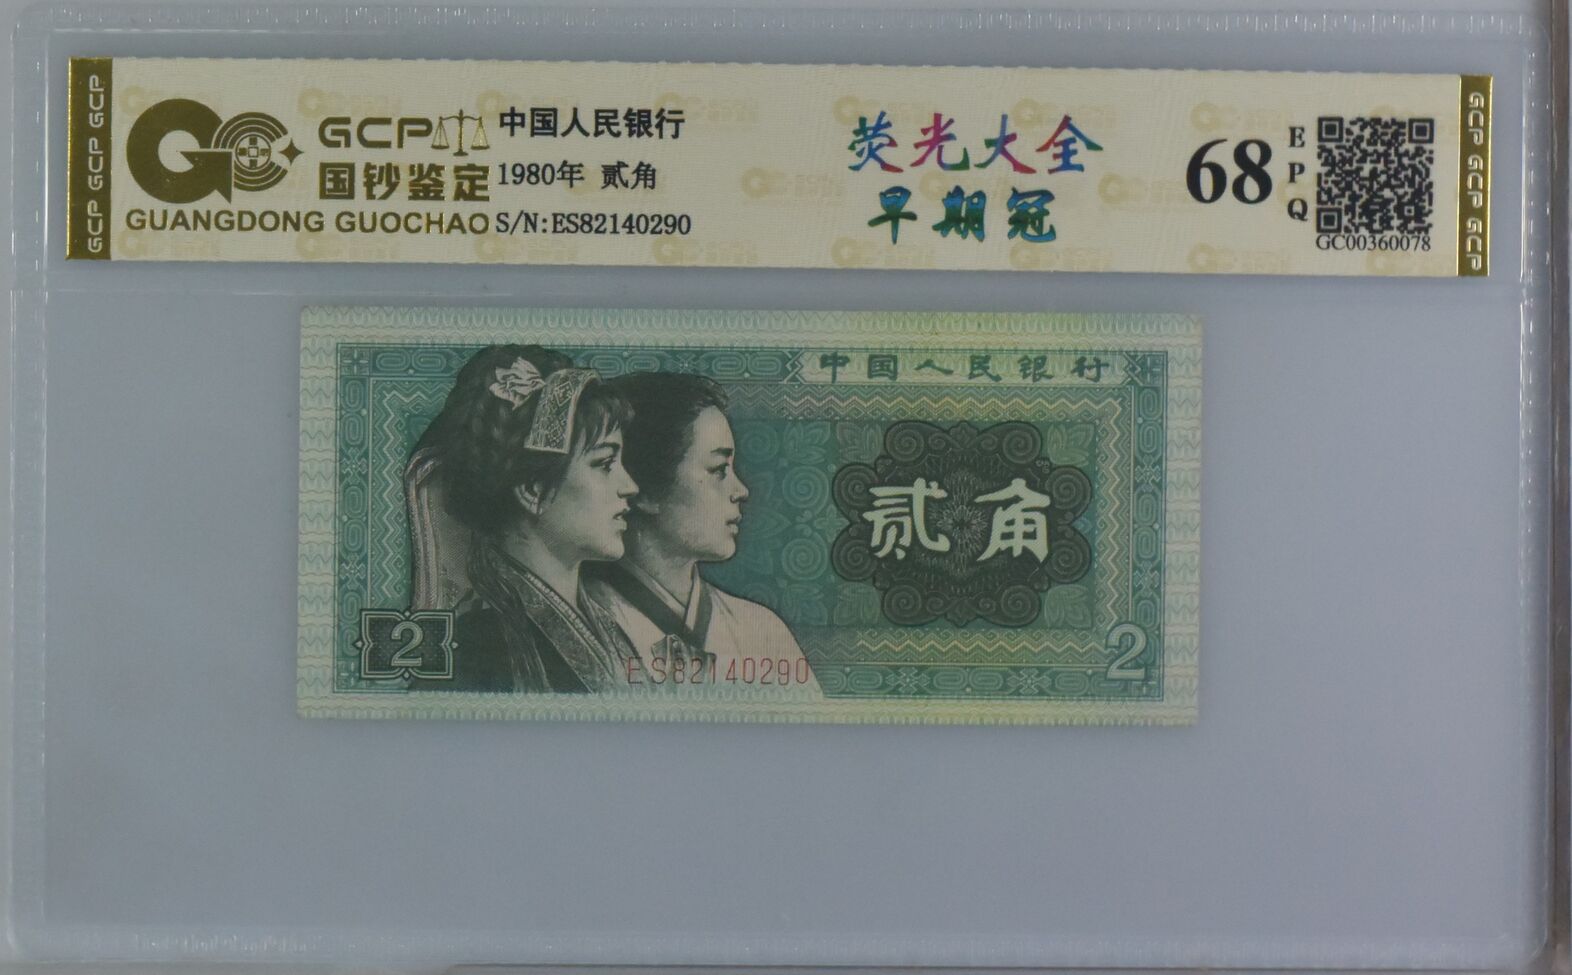 GCP GCP GCP
GCP
国钞鉴定
GUANGDONG GUOCHAO
中国人民银行
1980年 贰角
S/N:ES82140290
荧光大全
早期冠
68
EPQ
GC00360078
GCP GCP GCP
中国人民银行
贰角
2
ES82140290
2